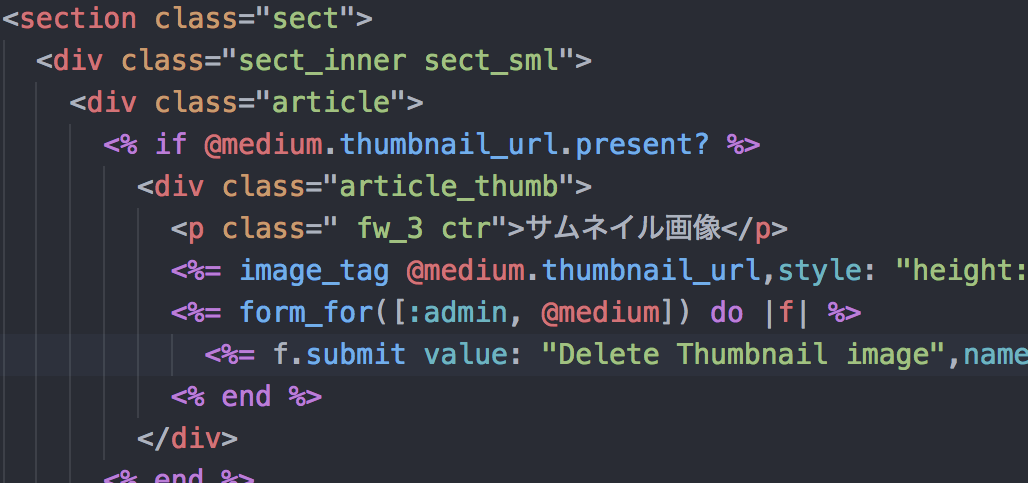 <section class="sect">
<div class="sect_inner sect_sml">
<div class="article">
<% if @medium.thumbnail_url.present? %>
<div class="article_thumb">
<p class=" fw_3 ctr">サムネイル画像</p>
<%= image_tag @medium.thumbnail_url,style: "height:
<%= form_for([:admin, @medium]) do |f| %>
<%= f.submit value: "Delete Thumbnail image",name
<% end %>
</div>
<% end %>